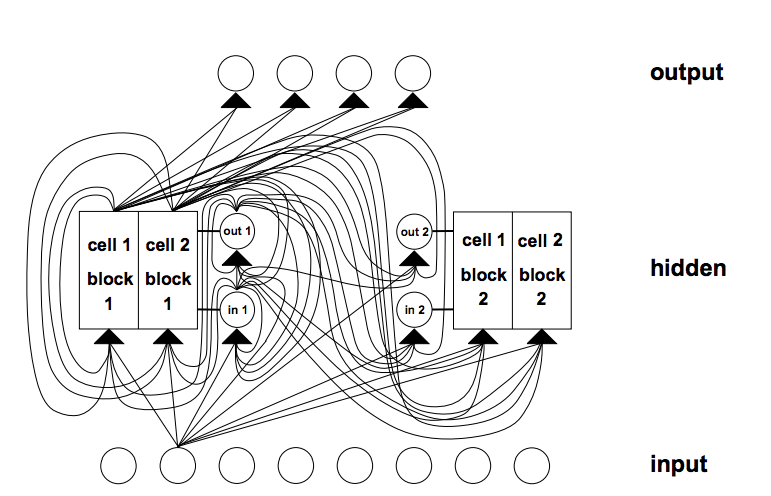 output
out 1
out 2
cell 1
block
1
cell 2
block
1
cell 1
block
2
cell 2
block
2
hidden
in 1
in 2
input